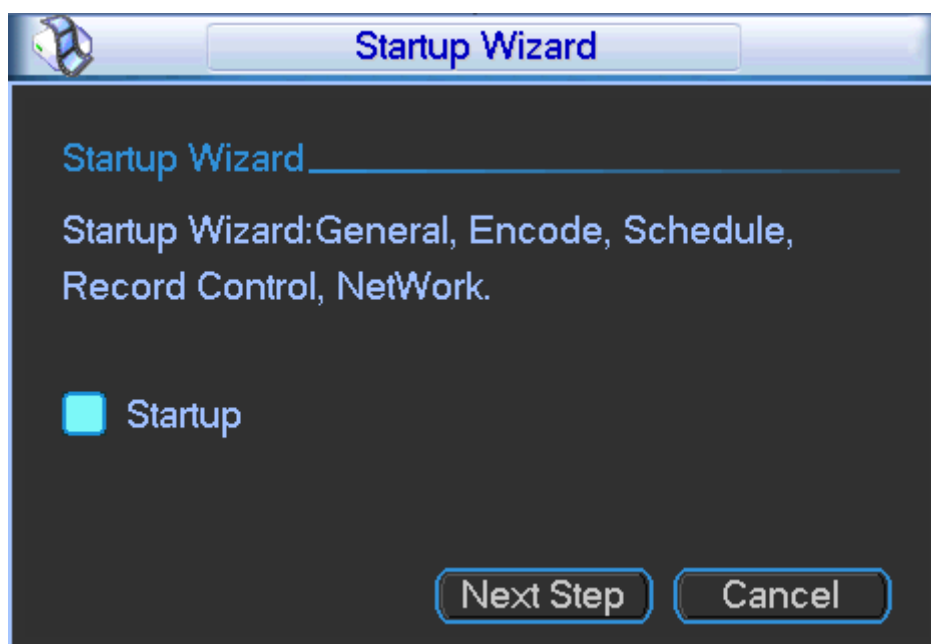 Startup Wizard
Startup Wizard
Startup Wizard:General, Encode, Schedule,
Record Control, NetWork.
Startup
Next Step
Cancel